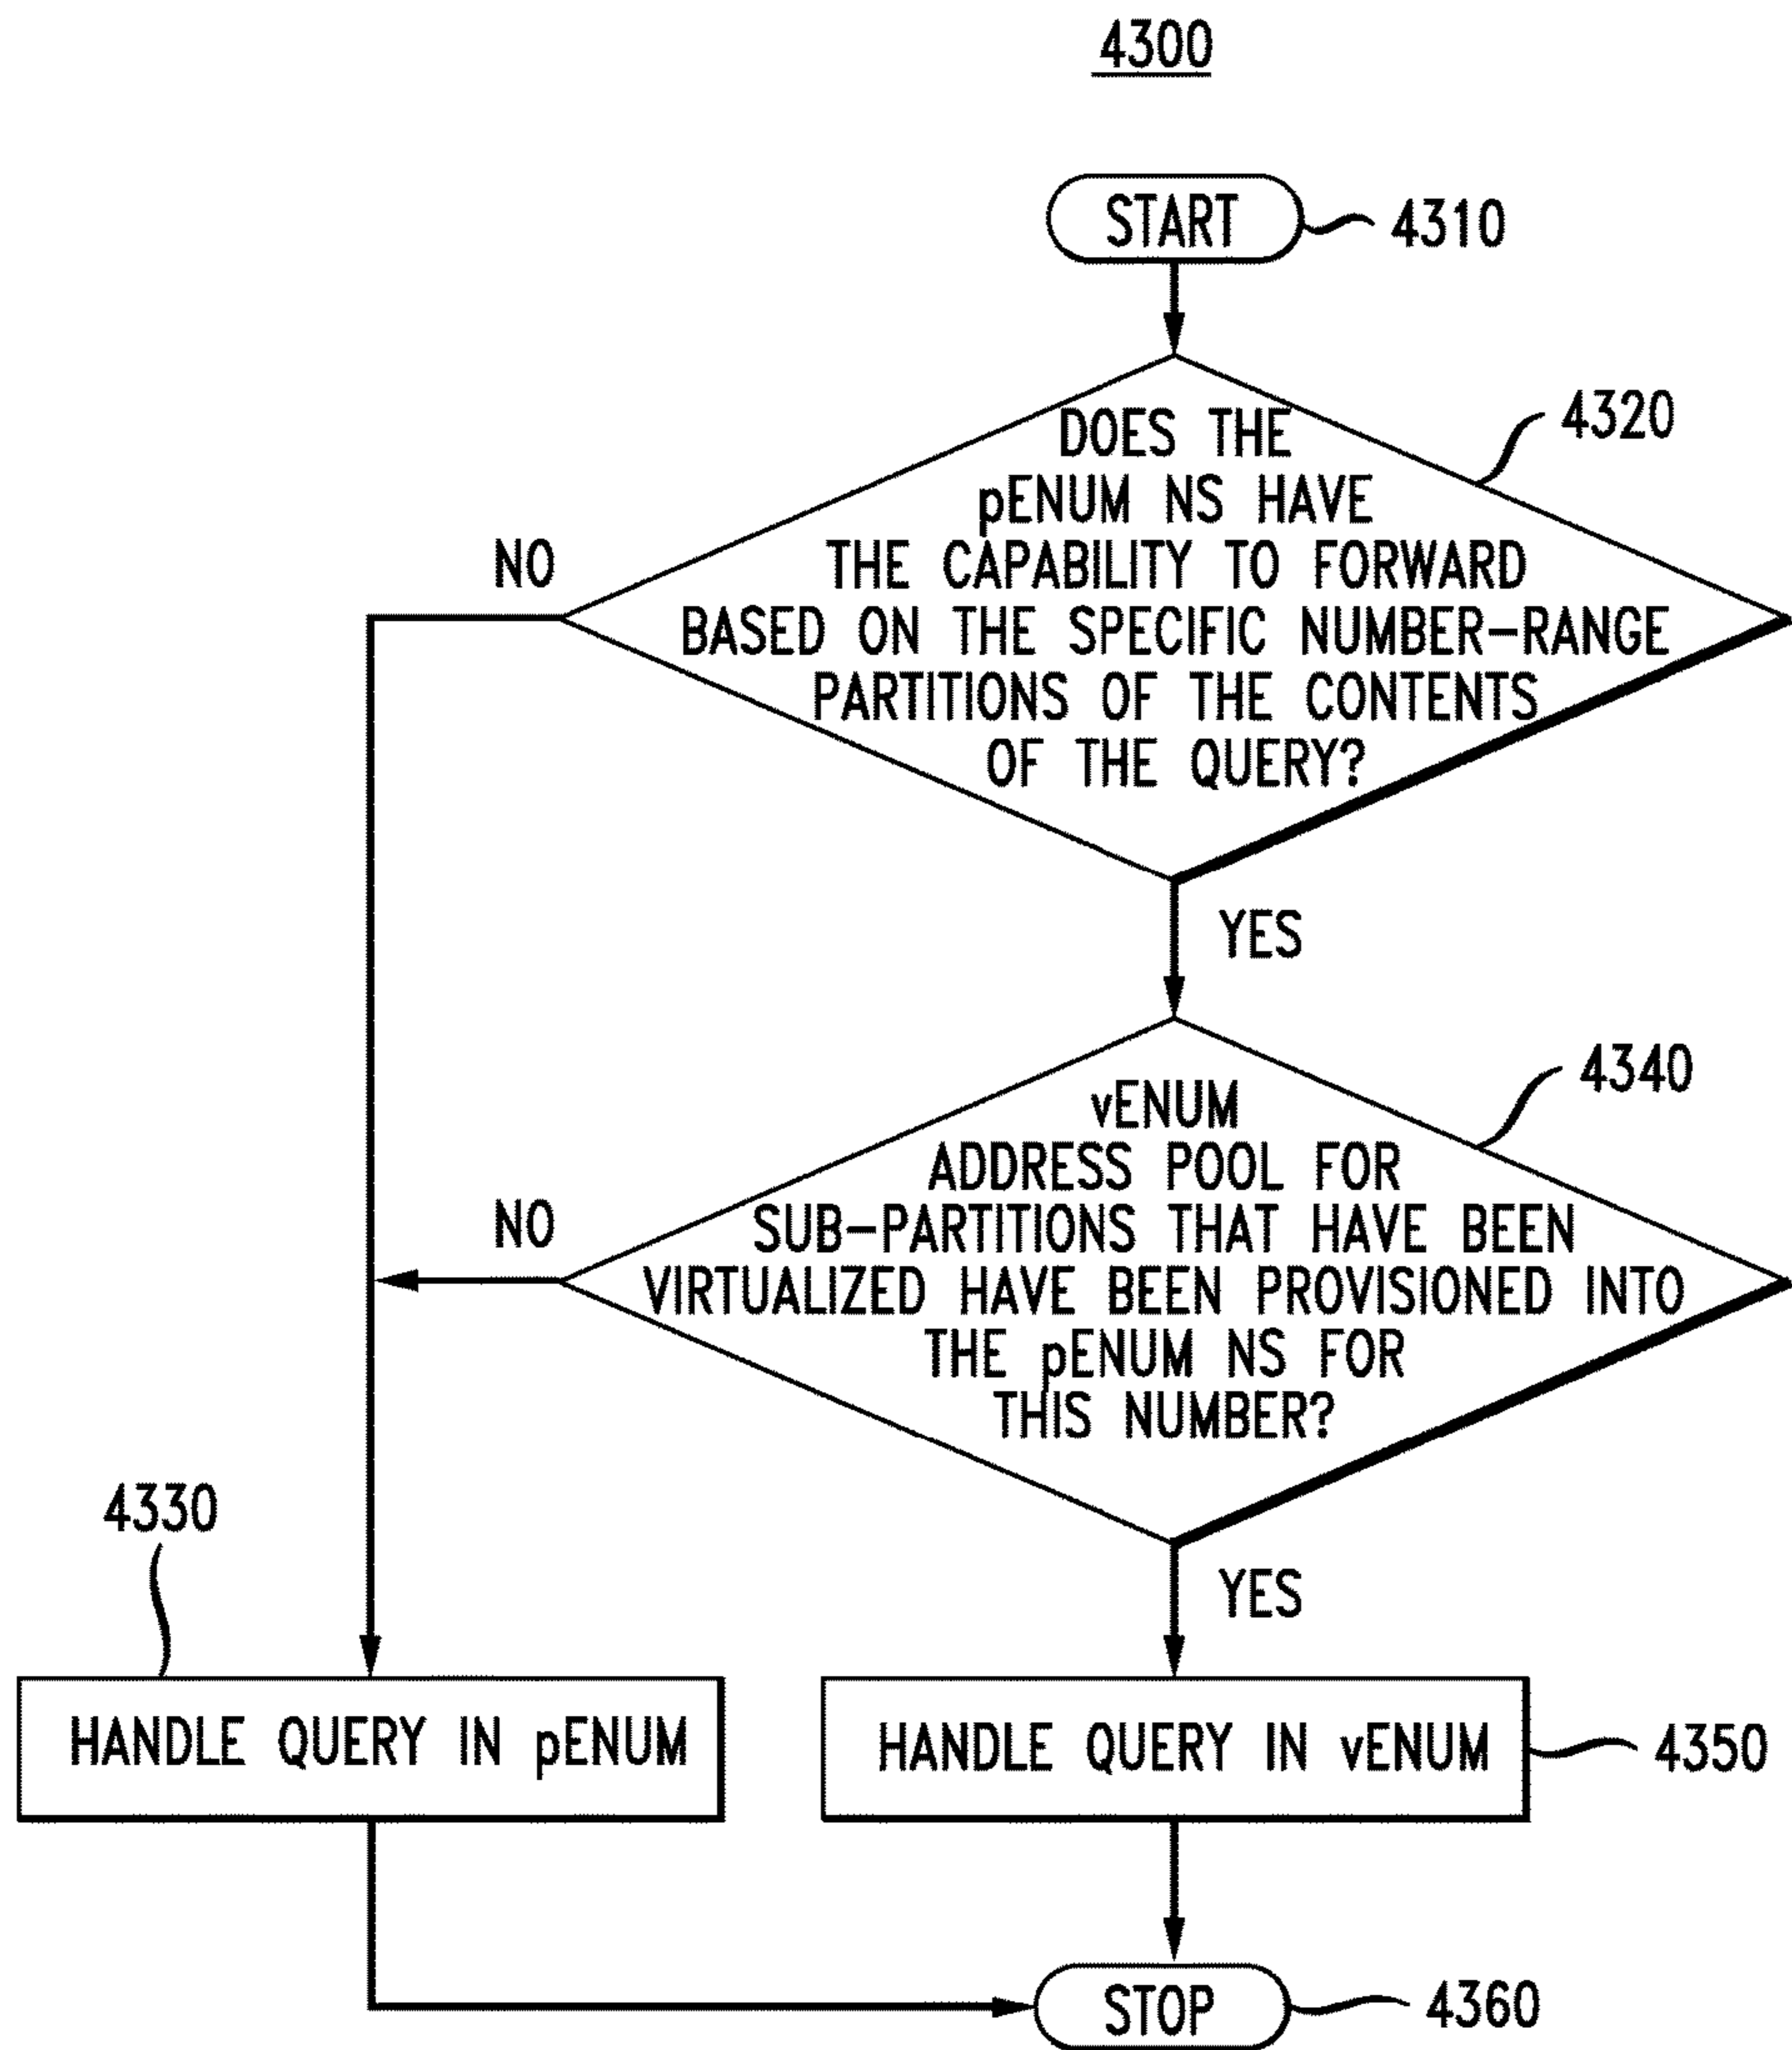 4300
START
4310
DOES THE
pENUM NS HAVE
THE CAPABILITY TO FORWARD
BASED ON THE SPECIFIC NUMBER-RANGE
PARTITIONS OF THE CONTENTS
OF THE QUERY?
4320
NO
YES
vENUM
ADDRESS POOL FOR
SUB-PARTITIONS THAT HAVE BEEN
VIRTUALIZED HAVE BEEN PROVISIONED INTO
THE pENUM NS FOR
THIS NUMBER?
4340
NO
YES
4330
HANDLE QUERY IN pENUM
HANDLE QUERY IN vENUM
4350
STOP
4360